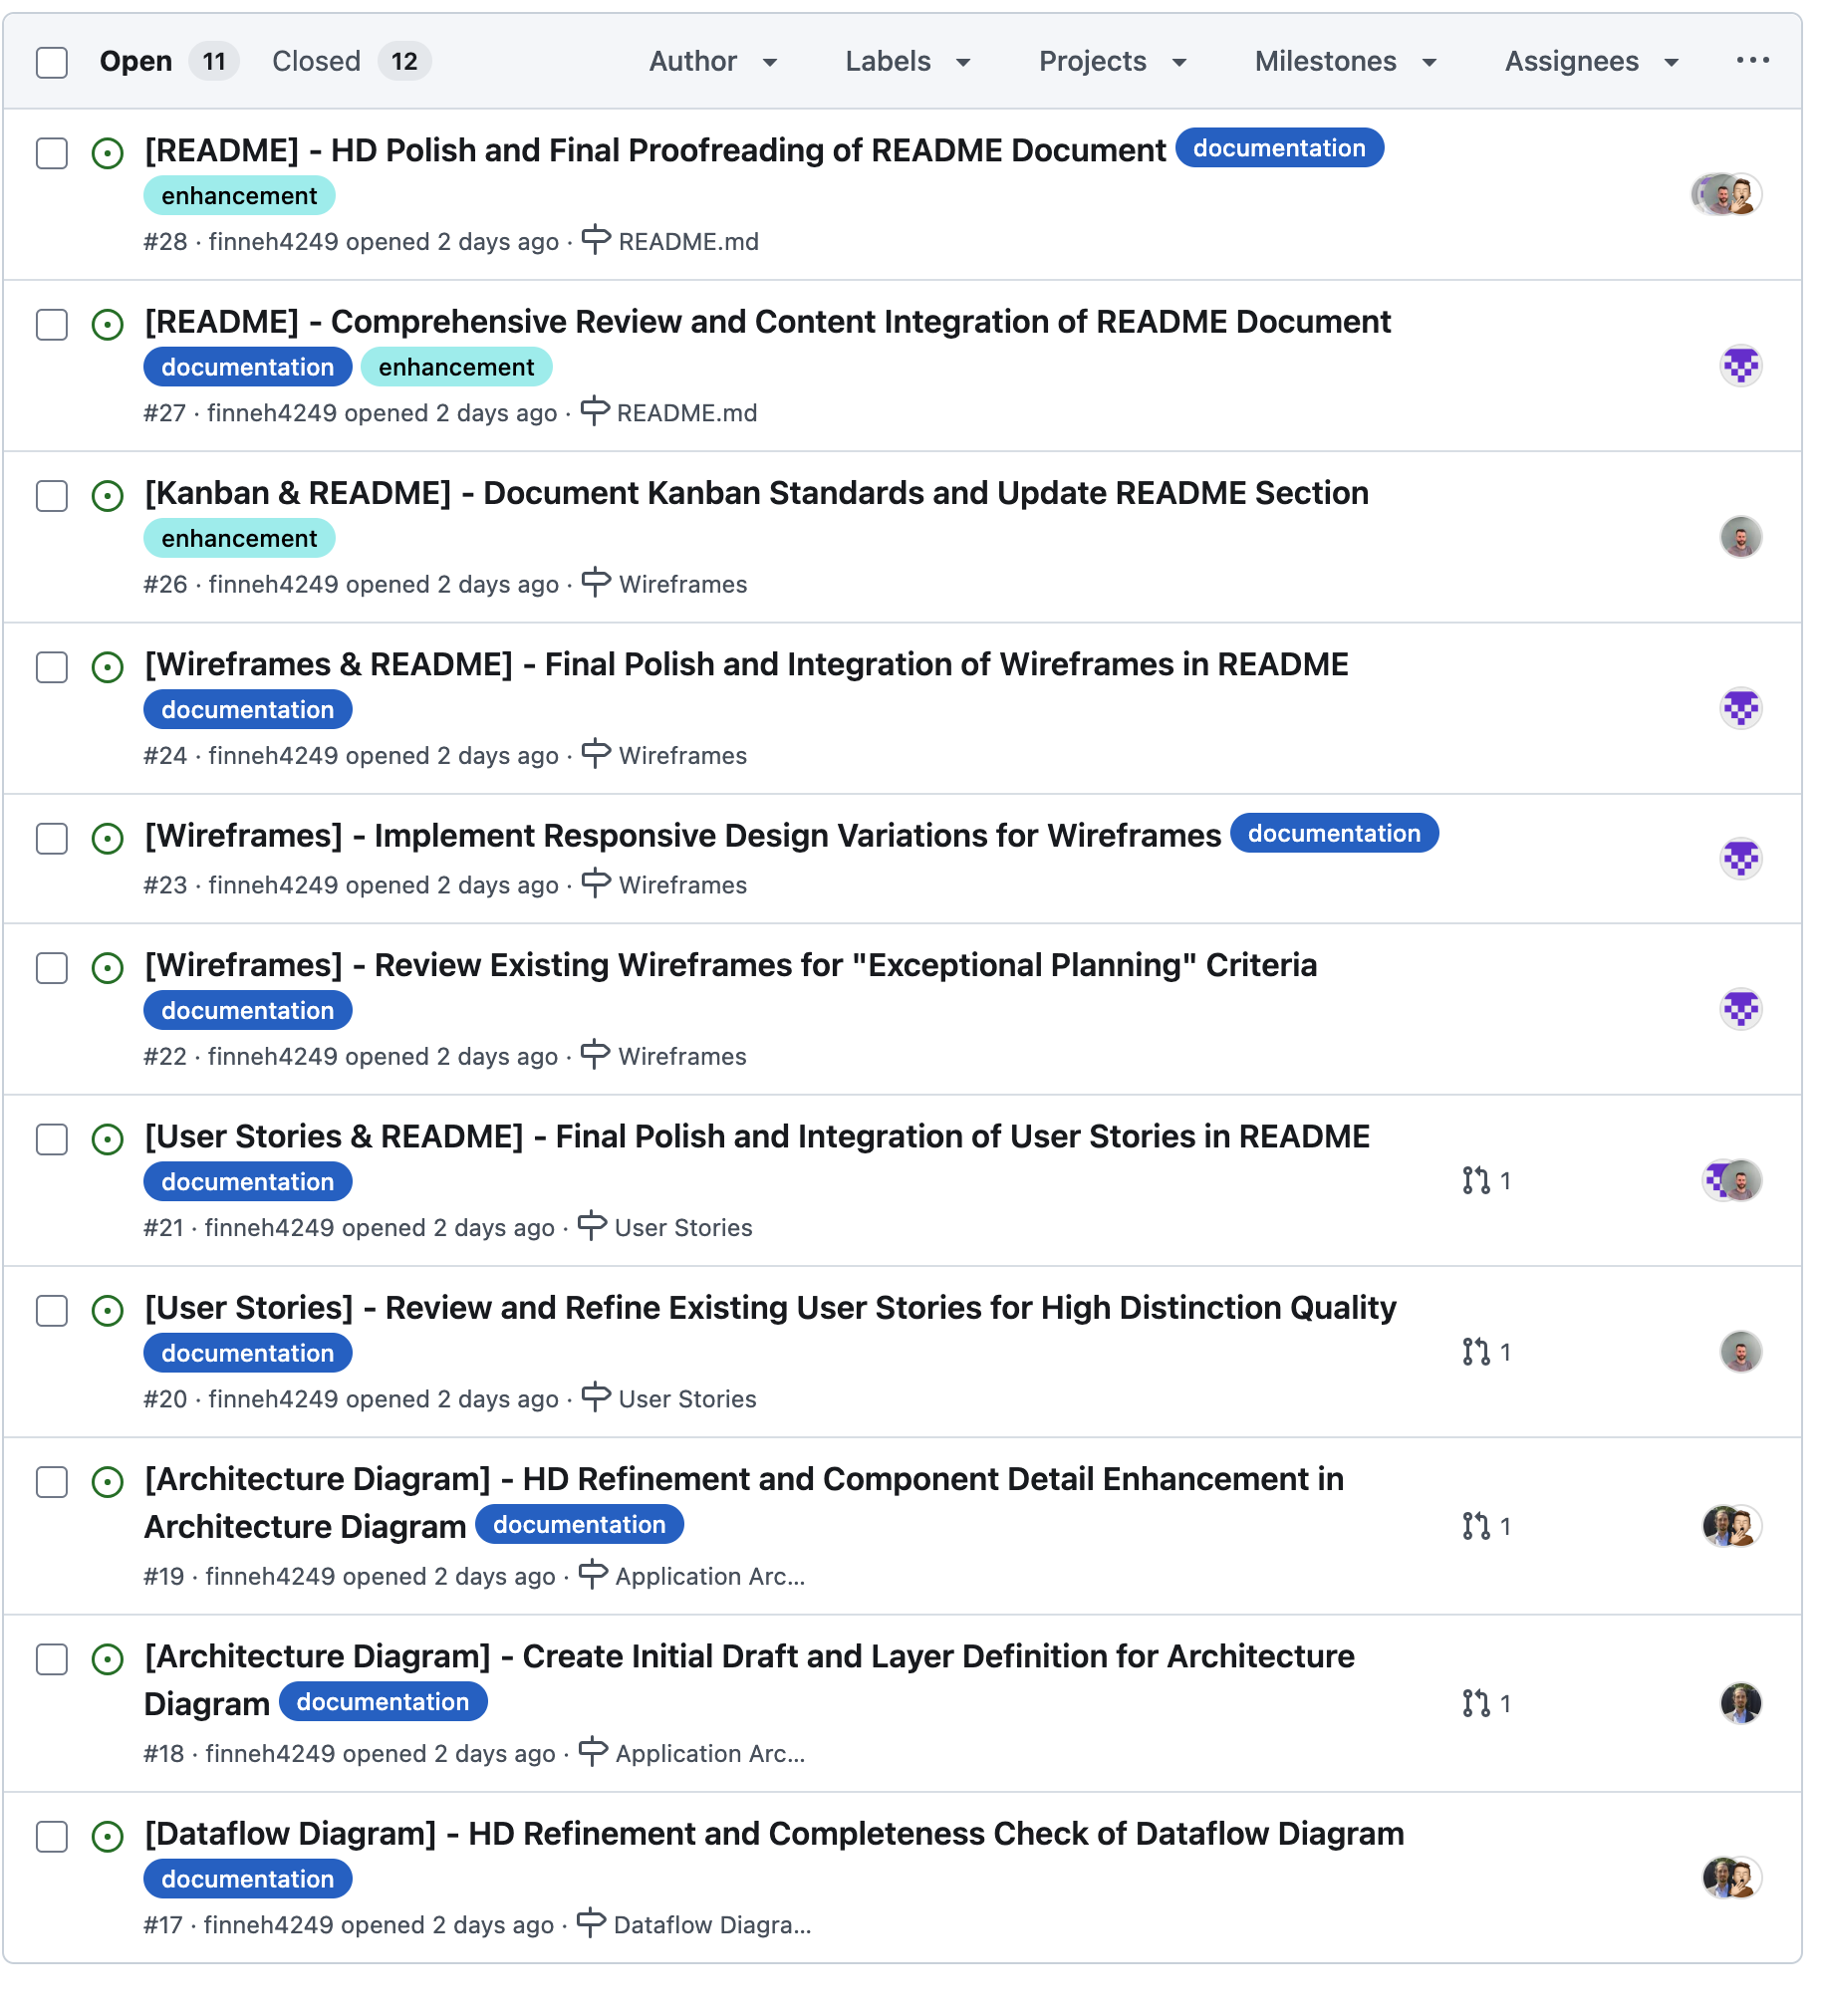 Open 11 Closed 12 Author Labels Projects Milestones Assignees
[README] - HD Polish and Final Proofreading of README Document documentation
enhancement
#28 · finneh4249 opened 2 days ago · README.md
[README] - Comprehensive Review and Content Integration of README Document
documentation enhancement
#27 · finneh4249 opened 2 days ago · README.md
[Kanban & README] - Document Kanban Standards and Update README Section
enhancement
#26 · finneh4249 opened 2 days ago · Wireframes
[Wireframes & README] - Final Polish and Integration of Wireframes in README
documentation
#24 · finneh4249 opened 2 days ago · Wireframes
[Wireframes] - Implement Responsive Design Variations for Wireframes documentation
#23 · finneh4249 opened 2 days ago · Wireframes
[Wireframes] - Review Existing Wireframes for "Exceptional Planning" Criteria
documentation
#22 · finneh4249 opened 2 days ago · Wireframes
[User Stories & README] - Final Polish and Integration of User Stories in README
documentation 1
#21 · finneh4249 opened 2 days ago · User Stories
[User Stories] - Review and Refine Existing User Stories for High Distinction Quality
documentation 1
#20 · finneh4249 opened 2 days ago · User Stories
[Architecture Diagram] - HD Refinement and Component Detail Enhancement in
Architecture Diagram documentation 1
#19 · finneh4249 opened 2 days ago · Application Arc...
[Architecture Diagram] - Create Initial Draft and Layer Definition for Architecture
Diagram documentation 1
#18 · finneh4249 opened 2 days ago · Application Arc...
[Dataflow Diagram] - HD Refinement and Completeness Check of Dataflow Diagram
documentation
#17 · finneh4249 opened 2 days ago · Dataflow Diagra...